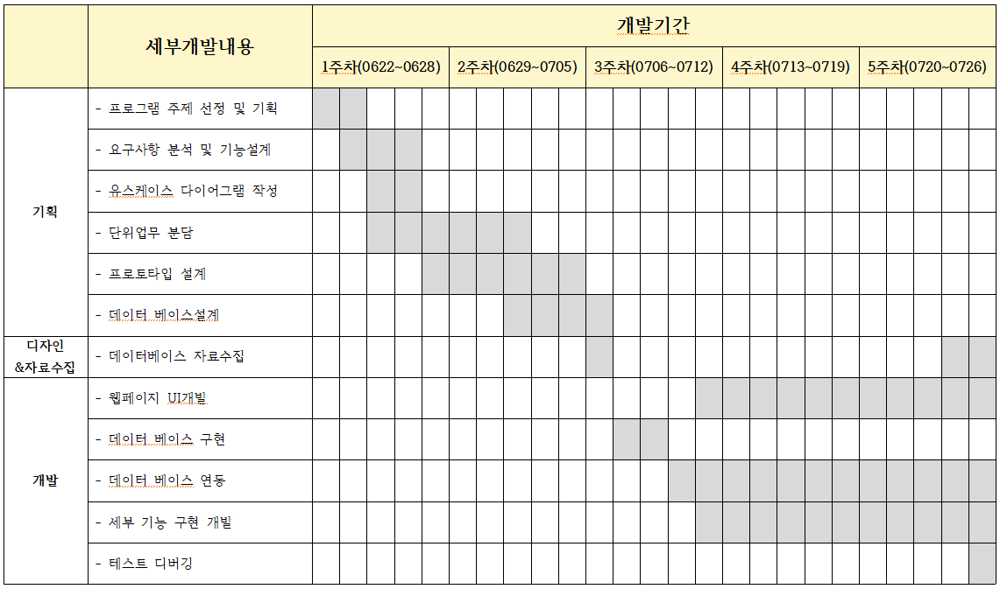 세부개발내용
개발기간
1주차(0622~0628)
2주차(0629~0705)
3주차(0706~0712)
4주차(0713~0719)
5주차(0720~0726)
기획
- 프로그램 주제 선정 및 기획
- 요구사항 분석 및 기능설계
- 유스케이스 다이어그램 작성
- 단위업무 분담
- 프로토타입 설계
- 데이터 베이스설계
디자인
&자료수집
- 데이터베이스 자료수집
개발
- 웹페이지 UI개빌
- 데이터 베이스 구현
- 데이터 베이스 연동
- 세부 기능 구현 개빌
- 테스트 디버깅